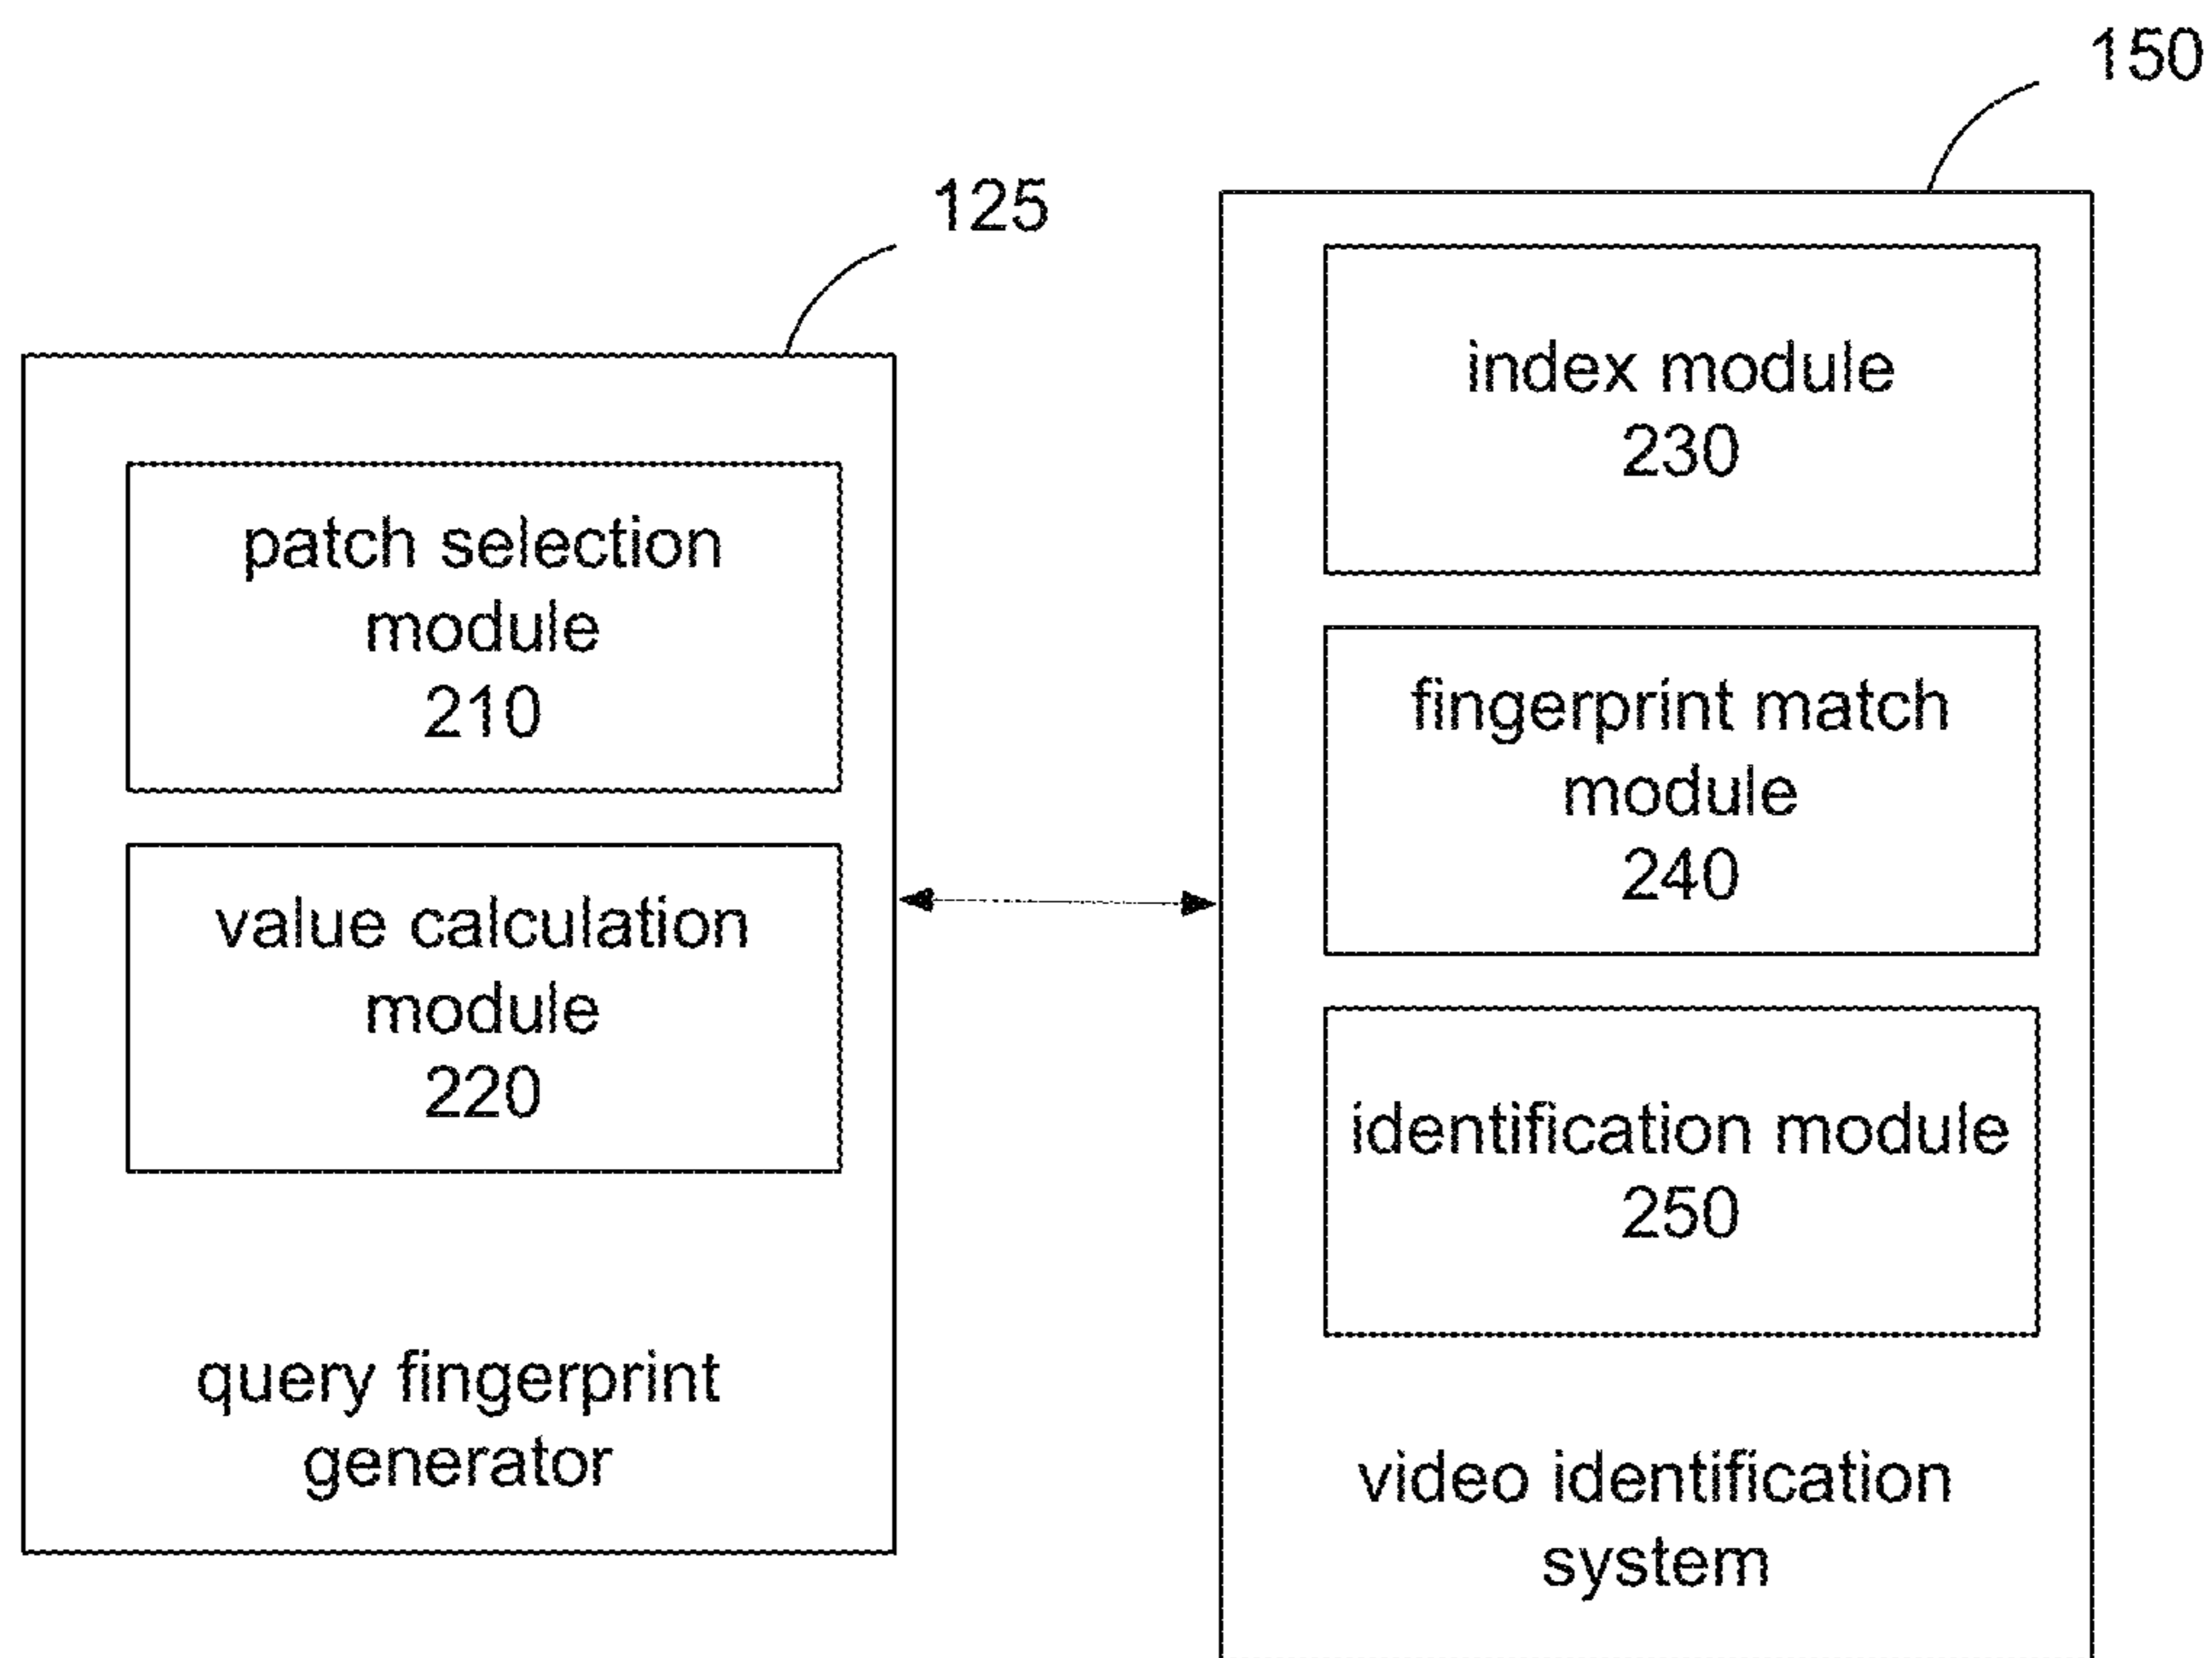 125
patch selection
module
210
value calculation
module
220
query fingerprint
generator
150
index module
230
fingerprint match
module
240
identification module
250
video identification
system